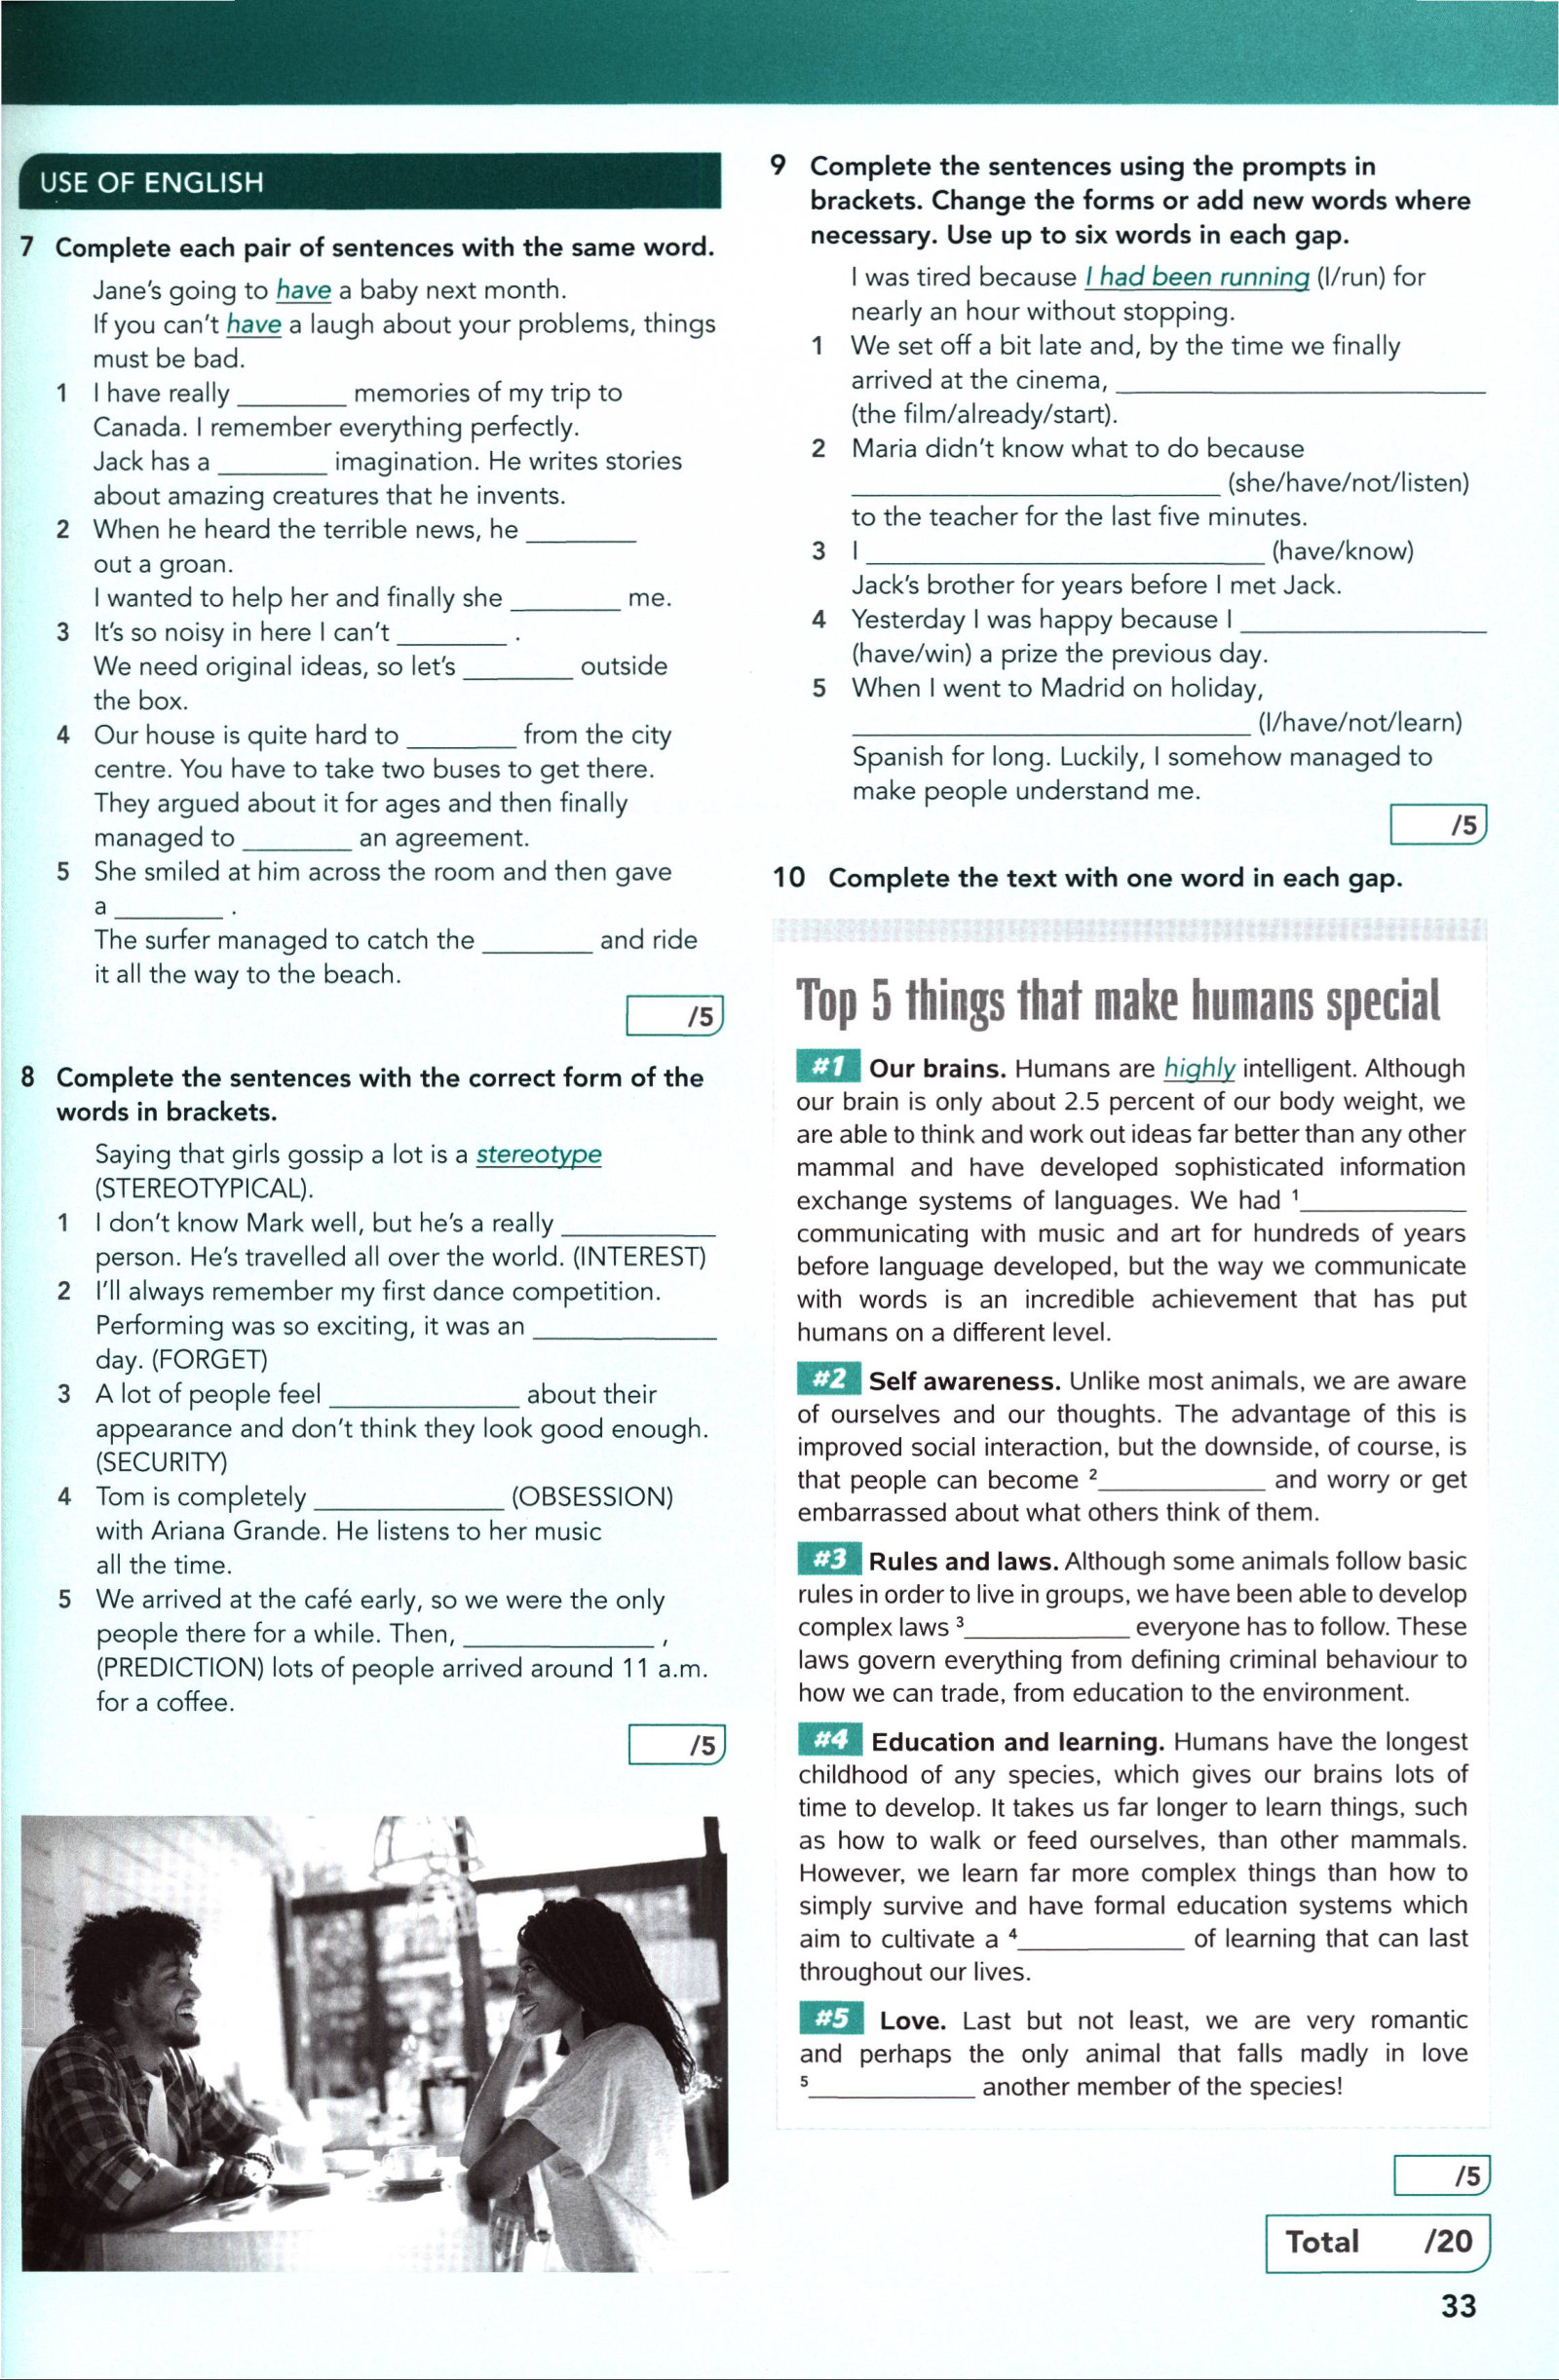 USE OF ENGLISH
7 Complete each pair of sentences with the same word.
Jane's going to have a baby next month.
If you can't have a laugh about your problems, things
must be bad.
1 I have really ________ memories of my trip to
Canada. I remember everything perfectly.
Jack has a ________ imagination. He writes stories
about amazing creatures that he invents.
2 When he heard the terrible news, he ________
out a groan.
I wanted to help her and finally she ________ me.
3 It's so noisy in here I can't ________ .
We need original ideas, so let's ________ outside
the box.
4 Our house is quite hard to ________ from the city
centre. You have to take two buses to get there.
They argued about it for ages and then finally
managed to ________ an agreement.
5 She smiled at him across the room and then gave
a ________ .
The surfer managed to catch the ________ and ride
it all the way to the beach.
/5
8 Complete the sentences with the correct form of the
words in brackets.
Saying that girls gossip a lot is a stereotype
(STEREOTYPICAL).
1 I don't know Mark well, but he's a really ________
person. He's travelled all over the world. (INTEREST)
2 I'll always remember my first dance competition.
Performing was so exciting, it was an ________
day. (FORGET)
3 A lot of people feel ________ about their
appearance and don't think they look good enough.
(SECURITY)
4 Tom is completely ________ (OBSESSION)
with Ariana Grande. He listens to her music
all the time.
5 We arrived at the café early, so we were the only
people there for a while. Then, ________ ,
(PREDICTION) lots of people arrived around 11 a.m.
for a coffee.
/5
9 Complete the sentences using the prompts in
brackets. Change the forms or add new words where
necessary. Use up to six words in each gap.
I was tired because I had been running (I/run) for
nearly an hour without stopping.
1 We set off a bit late and, by the time we finally
arrived at the cinema, ________
(the film/already/start).
2 Maria didn't know what to do because
________ (she/have/not/listen)
to the teacher for the last five minutes.
3 I ________ (have/know)
Jack's brother for years before I met Jack.
4 Yesterday I was happy because I ________
(have/win) a prize the previous day.
5 When I went to Madrid on holiday,
________ (I/have/not/learn)
Spanish for long. Luckily, I somehow managed to
make people understand me.
/5
10 Complete the text with one word in each gap.
Top 5 things that make humans special
#1 Our brains. Humans are highly intelligent. Although
our brain is only about 2.5 percent of our body weight, we
are able to think and work out ideas far better than any other
mammal and have developed sophisticated information
exchange systems of languages. We had ¹________
communicating with music and art for hundreds of years
before language developed, but the way we communicate
with words is an incredible achievement that has put
humans on a different level.
#2 Self awareness. Unlike most animals, we are aware
of ourselves and our thoughts. The advantage of this is
improved social interaction, but the downside, of course, is
that people can become ²________ and worry or get
embarrassed about what others think of them.
#3 Rules and laws. Although some animals follow basic
rules in order to live in groups, we have been able to develop
complex laws ³________ everyone has to follow. These
laws govern everything from defining criminal behaviour to
how we can trade, from education to the environment.
#4 Education and learning. Humans have the longest
childhood of any species, which gives our brains lots of
time to develop. It takes us far longer to learn things, such
as how to walk or feed ourselves, than other mammals.
However, we learn far more complex things than how to
simply survive and have formal education systems which
aim to cultivate a ⁴________ of learning that can last
throughout our lives.
#5 Love. Last but not least, we are very romantic
and perhaps the only animal that falls madly in love
⁵________ another member of the species!
/5
Total /20
33